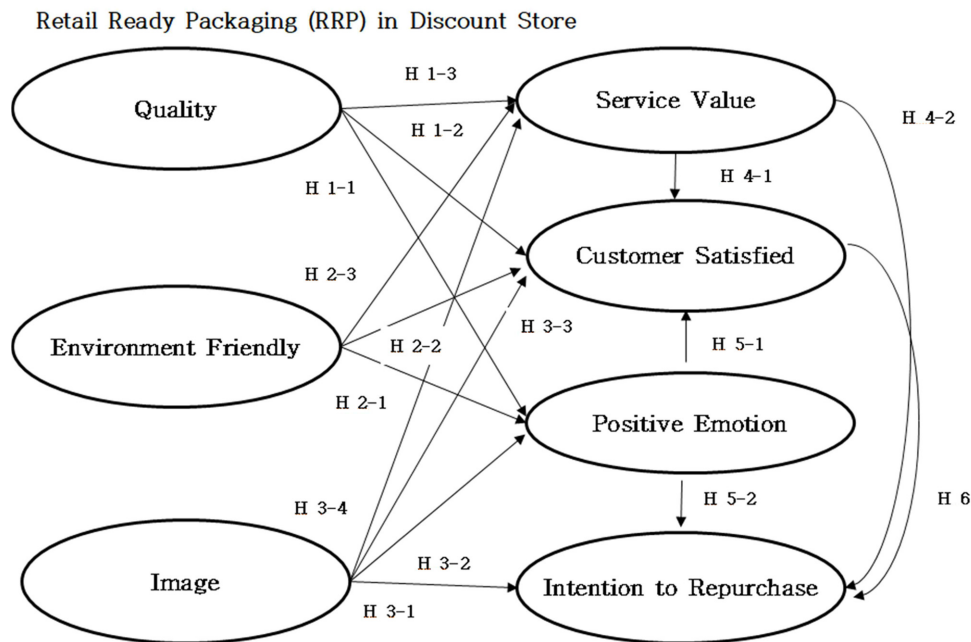 Retail Ready Packaging (RRP) in Discount Store
Quality
H 1-3
Service Value
H 4-2
H 1-2
H 1-1
H 4-1
Customer Satisfied
H 2-3
H 3-3
Environment Friendly
H 2-2
H 5-1
H 2-1
Positive Emotion
H 3-4
H 5-2
H 6
Image
H 3-2
Intention to Repurchase
H 3-1